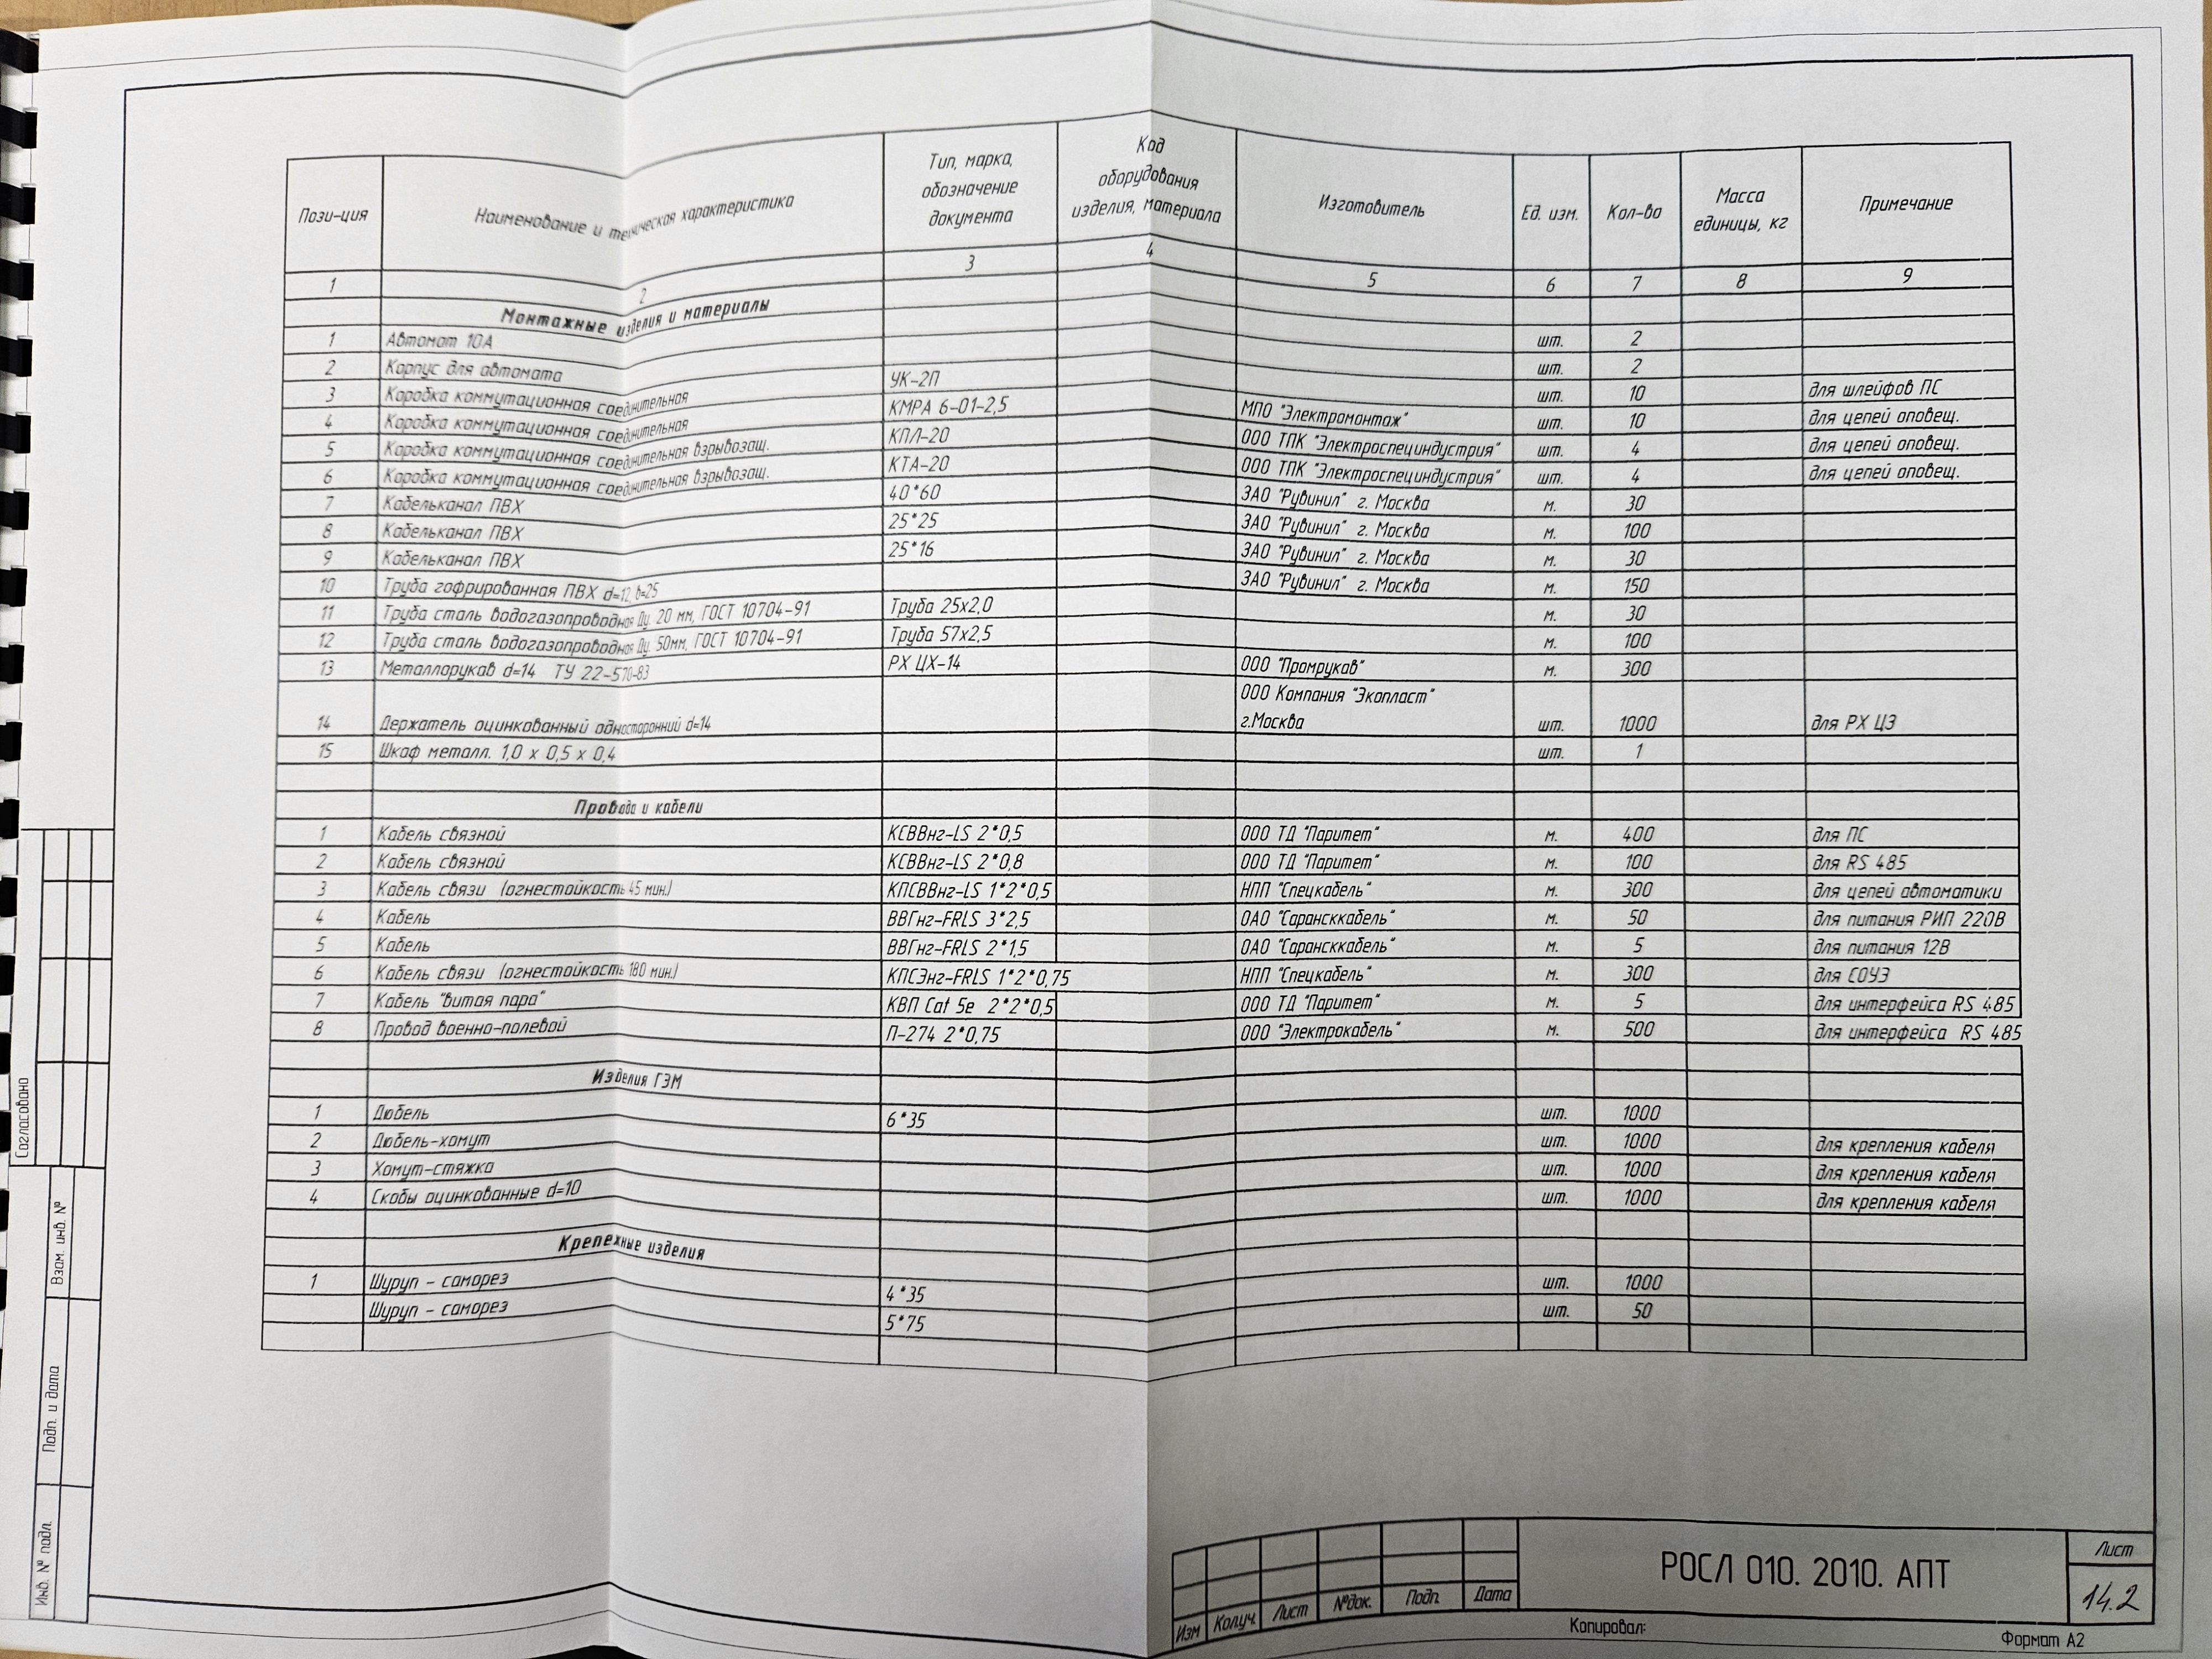 Пози-ция Наименование и техническая характеристика Тип, марка, обозначение документа Код оборудования изделия, материала Изготовитель Ед. изм. Кол-во Масса единицы, кг Примечание
1 2 3 4 5 6 7 8 9
Монтажные изделия и материалы
1 Автомат 10А шт. 2
2 Корпус для автомата шт. 2
3 Коробка коммутационная соединительная УК-2П шт. 10 для шлейфов ПС
4 Коробка коммутационная соединительная КМРА 6-01-2,5 МПО "Электромонтаж" шт. 10 для цепей оповещ.
5 Коробка коммутационная соединительная взрывозащ. КПЛ-20 ООО ТПК "Электроспециндустрия" шт. 4 для цепей оповещ.
6 Коробка коммутационная соединительная взрывозащ. КТА-20 ООО ТПК "Электроспециндустрия" шт. 4 для цепей оповещ.
7 Кабельканал ПВХ 40*60 ЗАО "Рувинил" г. Москва м. 30
8 Кабельканал ПВХ 25*25 ЗАО "Рувинил" г. Москва м. 100
9 Кабельканал ПВХ 25*16 ЗАО "Рувинил" г. Москва м. 30
10 Труба гофрированная ПВХ d=12, b=25 ЗАО "Рувинил" г. Москва м. 150
11 Труба сталь водогазопроводная Ду. 20 мм, ГОСТ 10704-91 Труба 25х2,0 м. 30
12 Труба сталь водогазопроводная Ду. 50мм, ГОСТ 10704-91 Труба 57х2,5 м. 100
13 Металлорукав d=14 ТУ 22-570-83 РХ ЦХ-14 ООО "Промрукав" м. 300
14 Держатель оцинкованный односторонний d=14 ООО Компания "Экопласт" г.Москва шт. 1000 для РХ ЦЗ
15 Шкаф металл. 1,0 х 0,5 х 0,4 шт. 1
Провода и кабели
1 Кабель связной КСВВнг-LS 2*0,5 ООО ТД "Паритет" м. 400 для ПС
2 Кабель связной КСВВнг-LS 2*0,8 ООО ТД "Паритет" м. 100 для RS 485
3 Кабель связи (огнестойкость 45 мин.) КПСВВнг-LS 1*2*0,5 НПП "Спецкабель" м. 300 для цепей автоматики
4 Кабель ВВГнг-FRLS 3*2,5 ОАО "Сарансккабель" м. 50 для питания РИП 220В
5 Кабель ВВГнг-FRLS 2*1,5 ОАО "Сарансккабель" м. 5 для питания 12В
6 Кабель связи (огнестойкость 180 мин.) КПСЭнг-FRLS 1*2*0,75 НПП "Спецкабель" м. 300 для СОУЭ
7 Кабель "витая пара" КВП Cat 5e 2*2*0,5 ООО ТД "Паритет" м. 5 для интерфейса RS 485
8 Провод военно-полевой П-274 2*0,75 ООО "Электрокабель" м. 500 для интерфейса RS 485
Изделия ГЭМ
1 Дюбель 6*35 шт. 1000
2 Дюбель-хомут шт. 1000 для крепления кабеля
3 Хомут-стяжка шт. 1000 для крепления кабеля
4 Скобы оцинкованные d=10 шт. 1000 для крепления кабеля
Крепежные изделия
1 Шуруп - саморез 4*35 шт. 1000
Шуруп - саморез 5*75 шт. 50
Согласовано
Взам. инв. №
Подп. и дата
Инв. № подл.
Изм Кол.уч. Лист №док. Подп. Дата
РОСЛ 010. 2010. АПТ
Лист
14.2
Копировал:
Формат А2